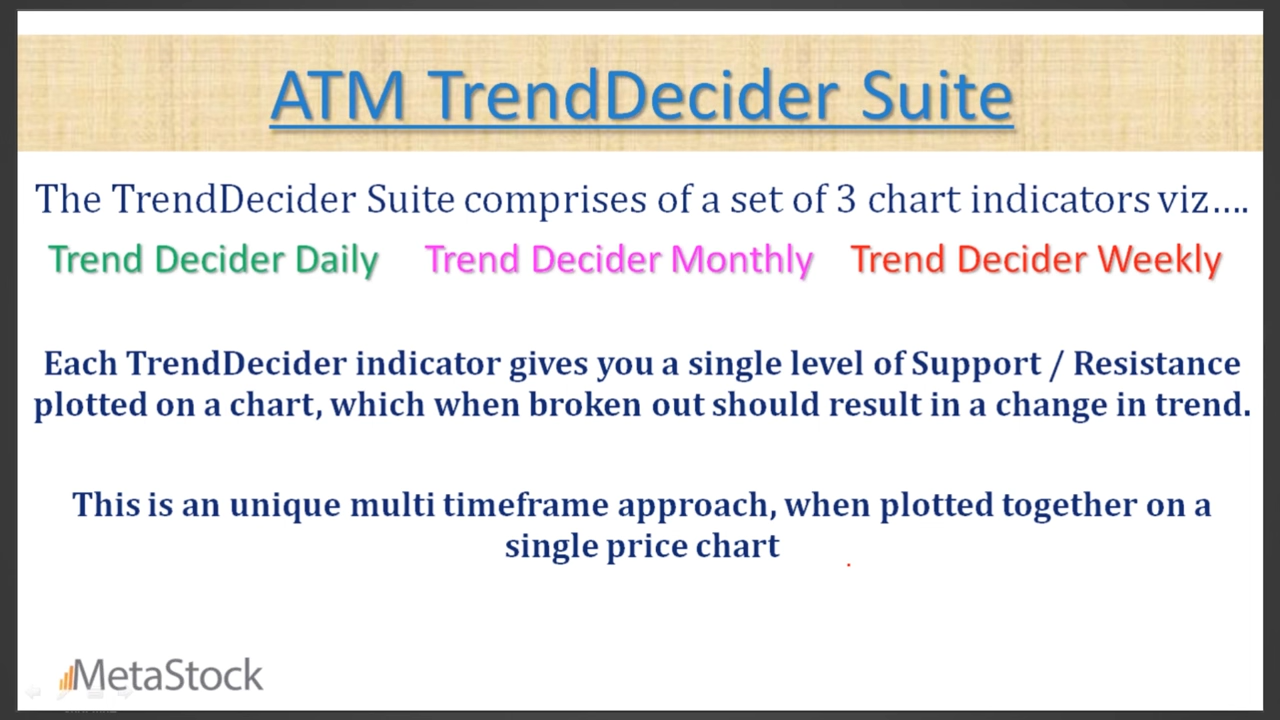 ATM TrendDecider Suite
The TrendDecider Suite comprises of a set of 3 chart indicators viz....
Trend Decider Daily Trend Decider Monthly Trend Decider Weekly
Each TrendDecider indicator gives you a single level of Support / Resistance
plotted on a chart, which when broken out should result in a change in trend.
This is an unique multi timeframe approach, when plotted together on a
single price chart
MetaStock